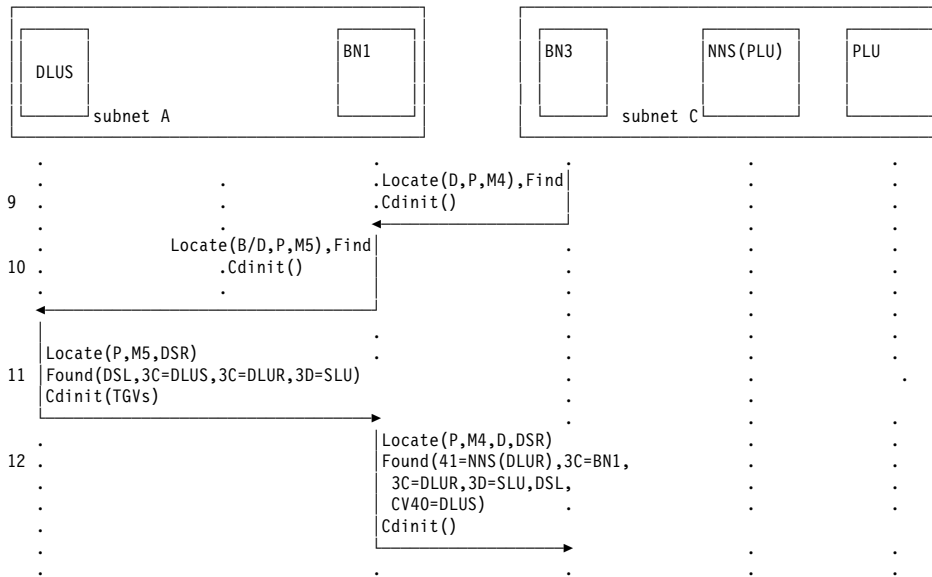 BN1 BN3 NNS(PLU) PLU
DLUS
subnet A subnet C
.Locate(D,P,M4),Find
9 .Cdinit()
Locate(B/D,P,M5),Find
10 .Cdinit()
Locate(P,M5,DSR)
11 Found(DSL,3C=DLUS,3C=DLUR,3D=SLU)
Cdinit(TGVs)
Locate(P,M4,D,DSR)
12 Found(41=NNS(DLUR),3C=BN1,
3C=DLUR,3D=SLU,DSL,
CV40=DLUS)
Cdinit()